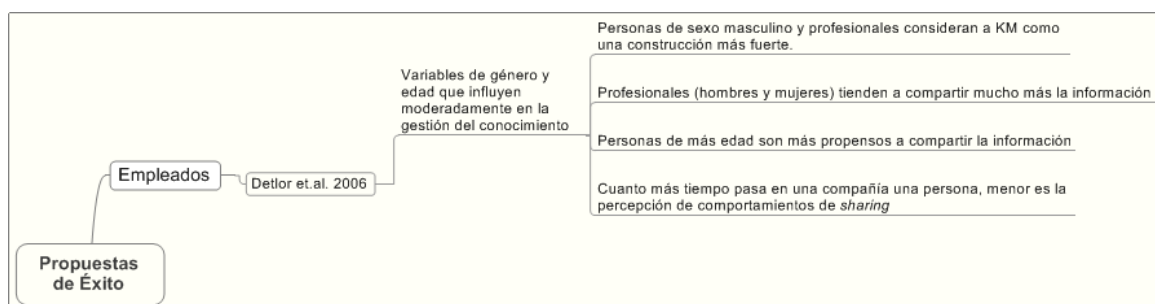 Propuestas
de Éxito
Empleados
Detlor et.al. 2006
Variables de género y
edad que influyen
moderadamente en la
gestión del conocimiento
Personas de sexo masculino y profesionales consideran a KM como
una construcción más fuerte.
Profesionales (hombres y mujeres) tienden a compartir mucho más la información
Personas de más edad son más propensos a compartir la información
Cuanto más tiempo pasa en una compañía una persona, menor es la
percepción de comportamientos de sharing